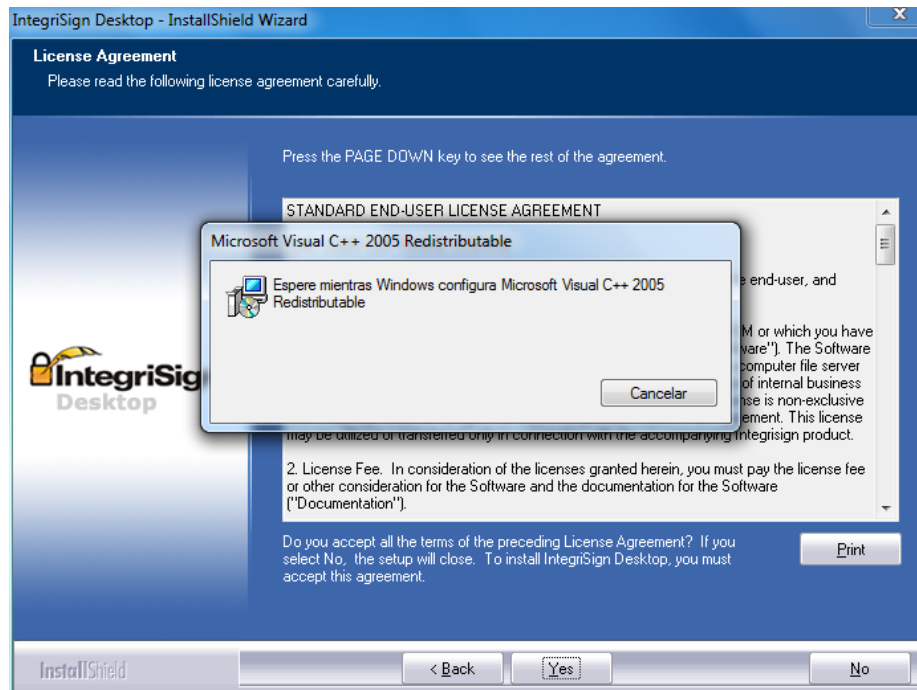 IntegriSign Desktop - InstallShield Wizard
License Agreement
Please read the following license agreement carefully.
Press the PAGE DOWN key to see the rest of the agreement.
STANDARD END-USER LICENSE AGREEMENT
Microsoft Visual C++ 2005 Redistributable
Espere mientras Windows configura Microsoft Visual C++ 2005
Redistributable
Cancelar
end-user, and
M or which you have
ware"). The Software
computer file server
of internal business
nse is non-exclusive
ement. This license
may be utilized or transferred only in connection with the accompanying Integrisign product.
IntegriSig
Desktop
2. License Fee. In consideration of the licenses granted herein, you must pay the license fee
or other consideration for the Software and the documentation for the Software
("Documentation").
Do you accept all the terms of the preceding License Agreement? If you
select No, the setup will close. To install IntegriSign Desktop, you must
accept this agreement.
Print
InstallShield
< Back
Yes
No